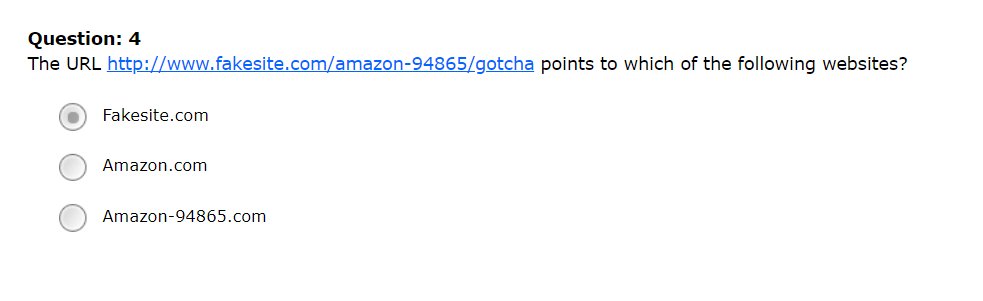 Question: 4
The URL http://www.fakesite.com/amazon-94865/gotcha points to which of the following websites?
Fakesite.com
Amazon.com
Amazon-94865.com